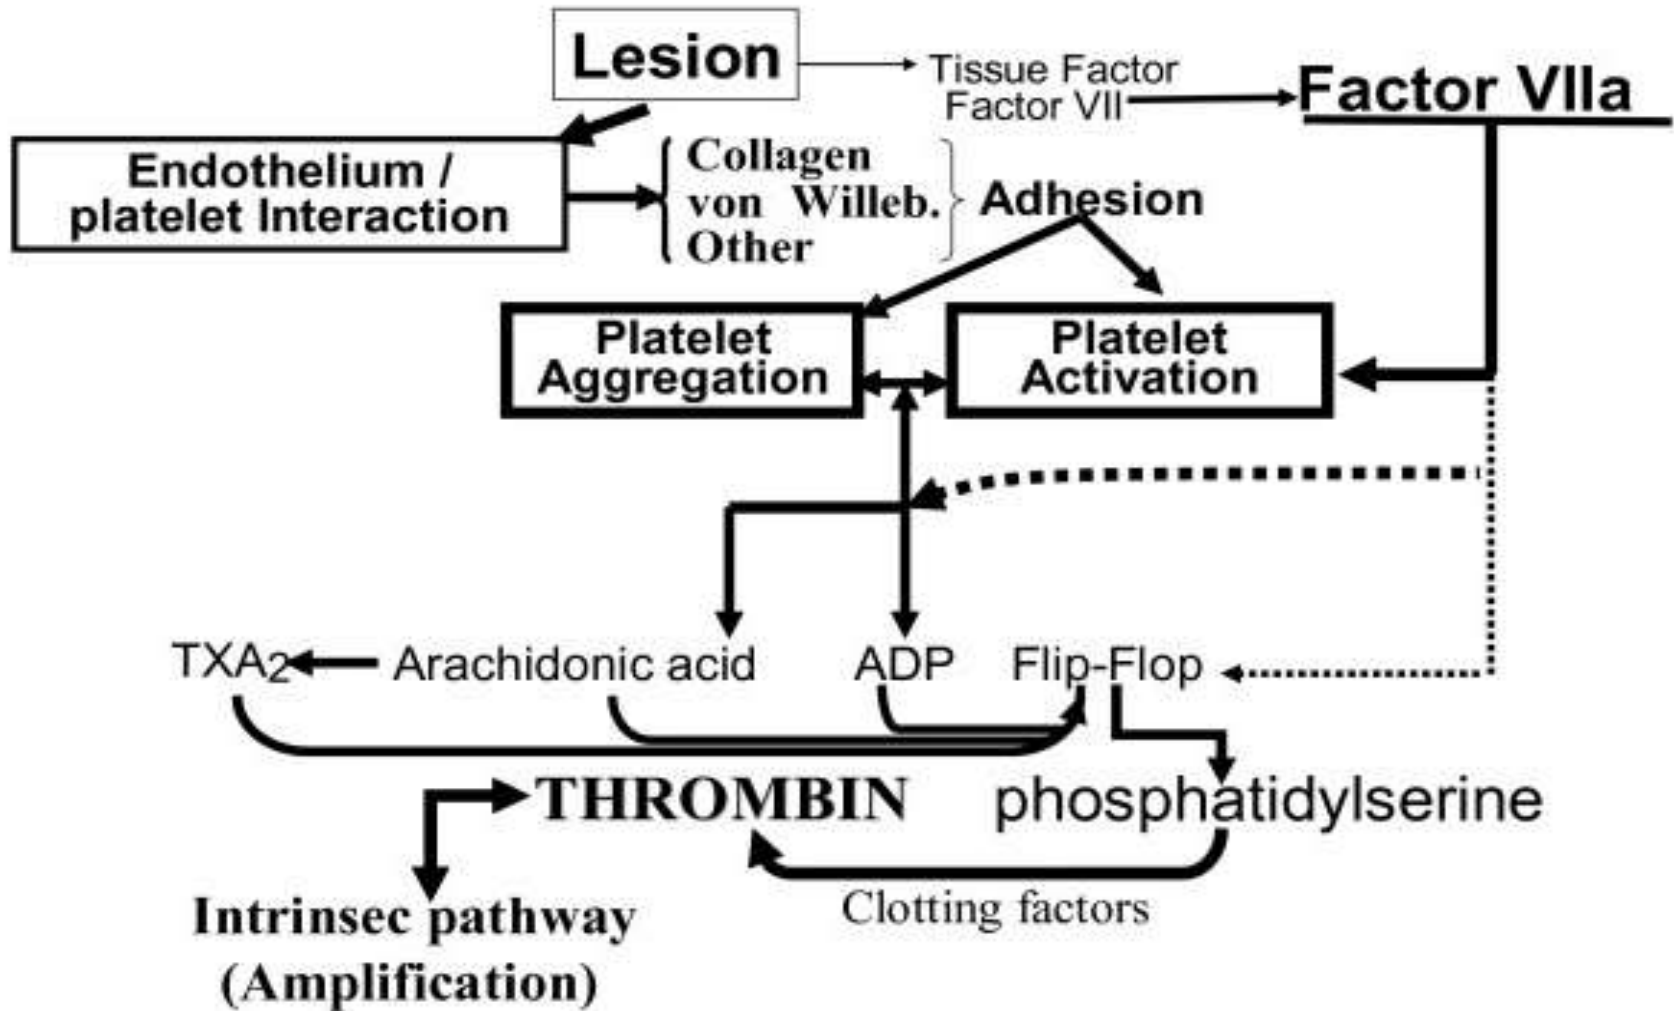 Lesion
Tissue Factor
Factor VII
Factor VIIa
Endothelium /
platelet Interaction
Collagen
von Willeb.
Other
Adhesion
Platelet
Aggregation
Platelet
Activation
TXA2
Arachidonic acid
ADP
Flip-Flop
THROMBIN
phosphatidylserine
Clotting factors
Intrinsec pathway
(Amplification)